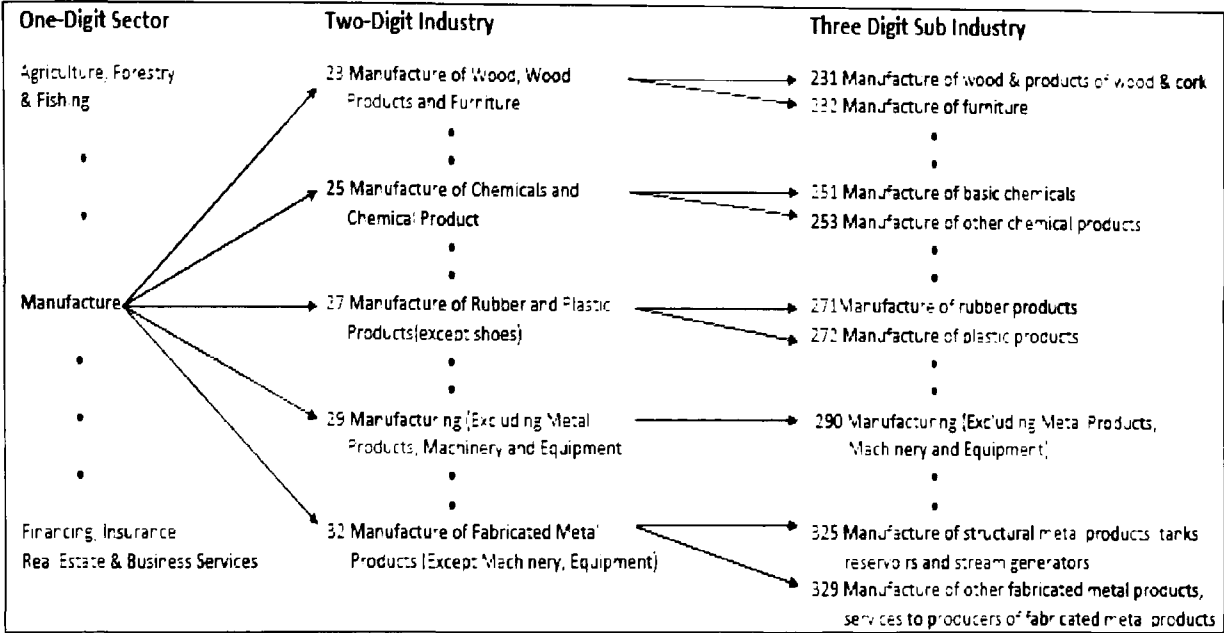 One-Digit Sector
Two-Digit Industry
Three Digit Sub Industry
Agriculture, Forestry
& Fishing
Manufacture
Financing, Insurance
Real Estate & Business Services
23 Manufacture of Wood, Wood
Products and Furniture
25 Manufacture of Chemicals and
Chemical Product
27 Manufacture of Rubber and Plastic
Products(except shoes)
29 Manufacturing (Excluding Metal
Products, Machinery and Equipment
32 Manufacture of Fabricated Metal
Products (Except Machinery, Equipment)
231 Manufacture of wood & products of wood & cork
232 Manufacture of furniture
251 Manufacture of basic chemicals
253 Manufacture of other chemical products
271Manufacture of rubber products
272 Manufacture of plastic products
290 Manufacturing (Excluding Metal Products,
Machinery and Equipment)
325 Manufacture of structural metal products, tanks
reservoirs and stream generators
329 Manufacture of other fabricated metal products,
services to producers of fabricated metal products